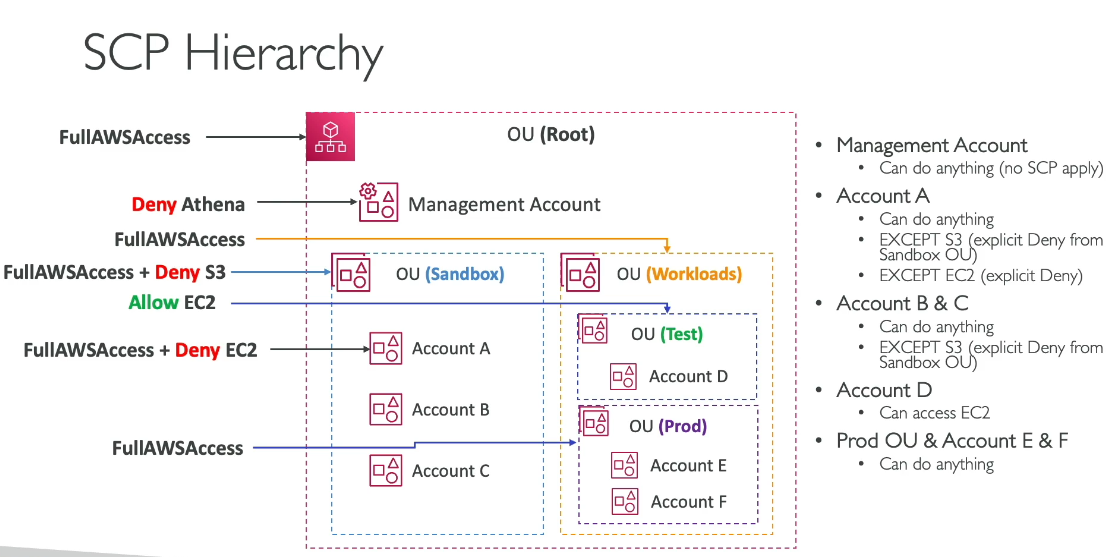 SCP Hierarchy
FullAWSAccess
OU (Root)
Deny Athena
Management Account
FullAWSAccess
FullAWSAccess + Deny S3
OU (Sandbox)
OU (Workloads)
Allow EC2
OU (Test)
FullAWSAccess + Deny EC2
Account A
Account D
Account B
OU (Prod)
FullAWSAccess
Account C
Account E
Account F
• Management Account
• Can do anything (no SCP apply)
• Account A
• Can do anything
• EXCEPT S3 (explicit Deny from
Sandbox OU)
• EXCEPT EC2 (explicit Deny)
• Account B & C
• Can do anything
• EXCEPT S3 (explicit Deny from
Sandbox OU)
• Account D
• Can access EC2
• Prod OU & Account E & F
• Can do anything